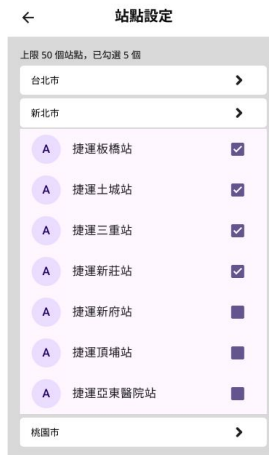 站點設定
上限 50 個站點，已勾選 5 個
台北市
新北市
A 捷運板橋站
A 捷運土城站
A 捷運三重站
A 捷運新莊站
A 捷運新府站
A 捷運頂埔站
A 捷運亞東醫院站
桃園市